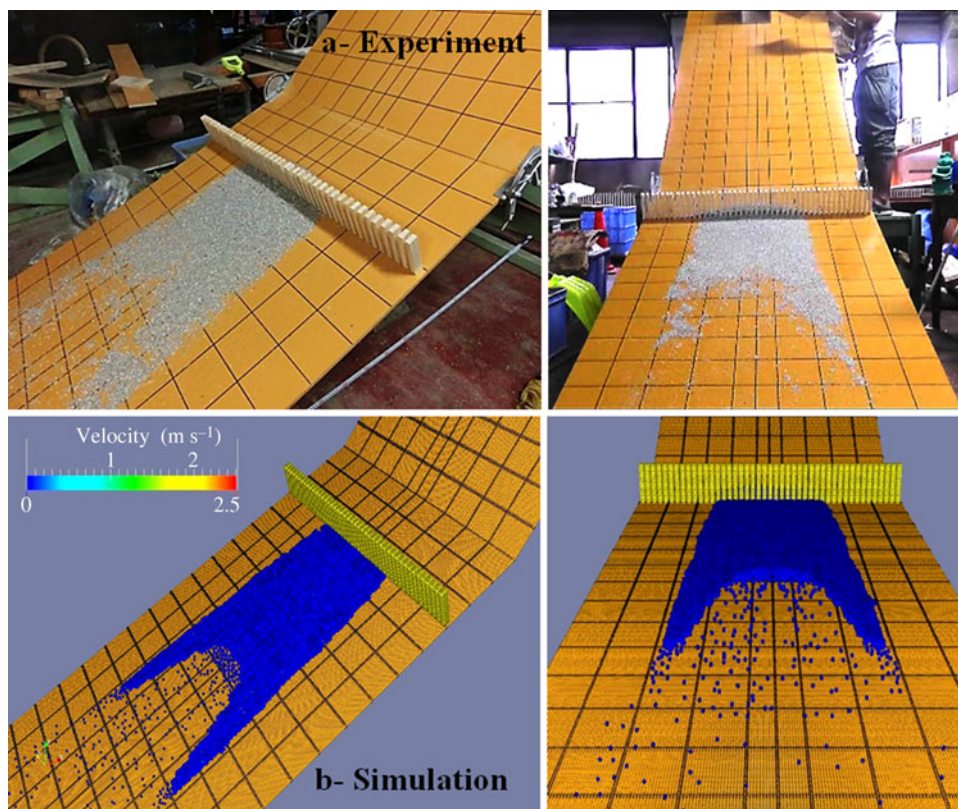 a- Experiment
Velocity (m s⁻¹)
1 2
0 2.5
b- Simulation